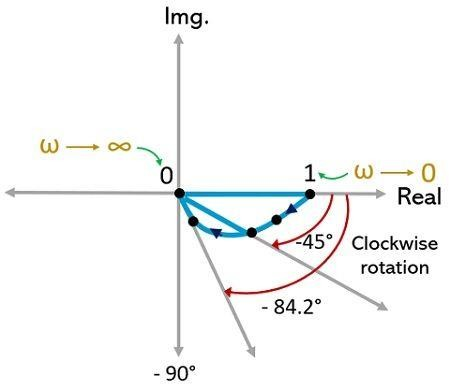 Img.
ω → ∞
0
1
ω → 0
Real
-45°
Clockwise
rotation
- 84.2°
- 90°